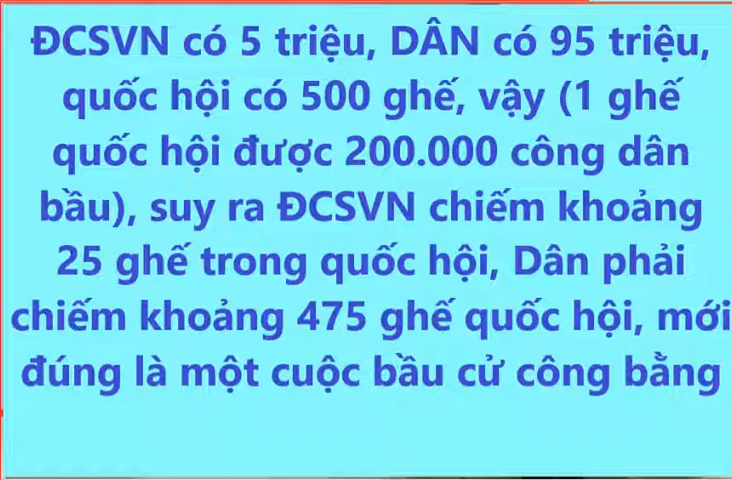 ĐCSVN có 5 triệu, DÂN có 95 triệu,
quốc hội có 500 ghế, vậy (1 ghế
quốc hội được 200.000 công dân
bầu), suy ra ĐCSVN chiếm khoảng
25 ghế trong quốc hội, Dân phải
chiếm khoảng 475 ghế quốc hội, mới
đúng là một cuộc bầu cử công bằng